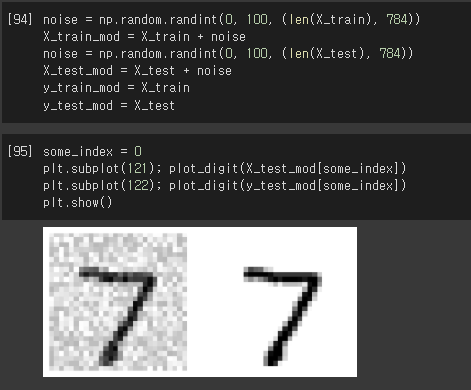 [94] noise = np.random.randint(0, 100, (len(X_train), 784))
X_train_mod = X_train + noise
noise = np.random.randint(0, 100, (len(X_test), 784))
X_test_mod = X_test + noise
y_train_mod = X_train
y_test_mod = X_test
[95] some_index = 0
plt.subplot(121); plot_digit(X_test_mod[some_index])
plt.subplot(122); plot_digit(y_test_mod[some_index])
plt.show()
7 7